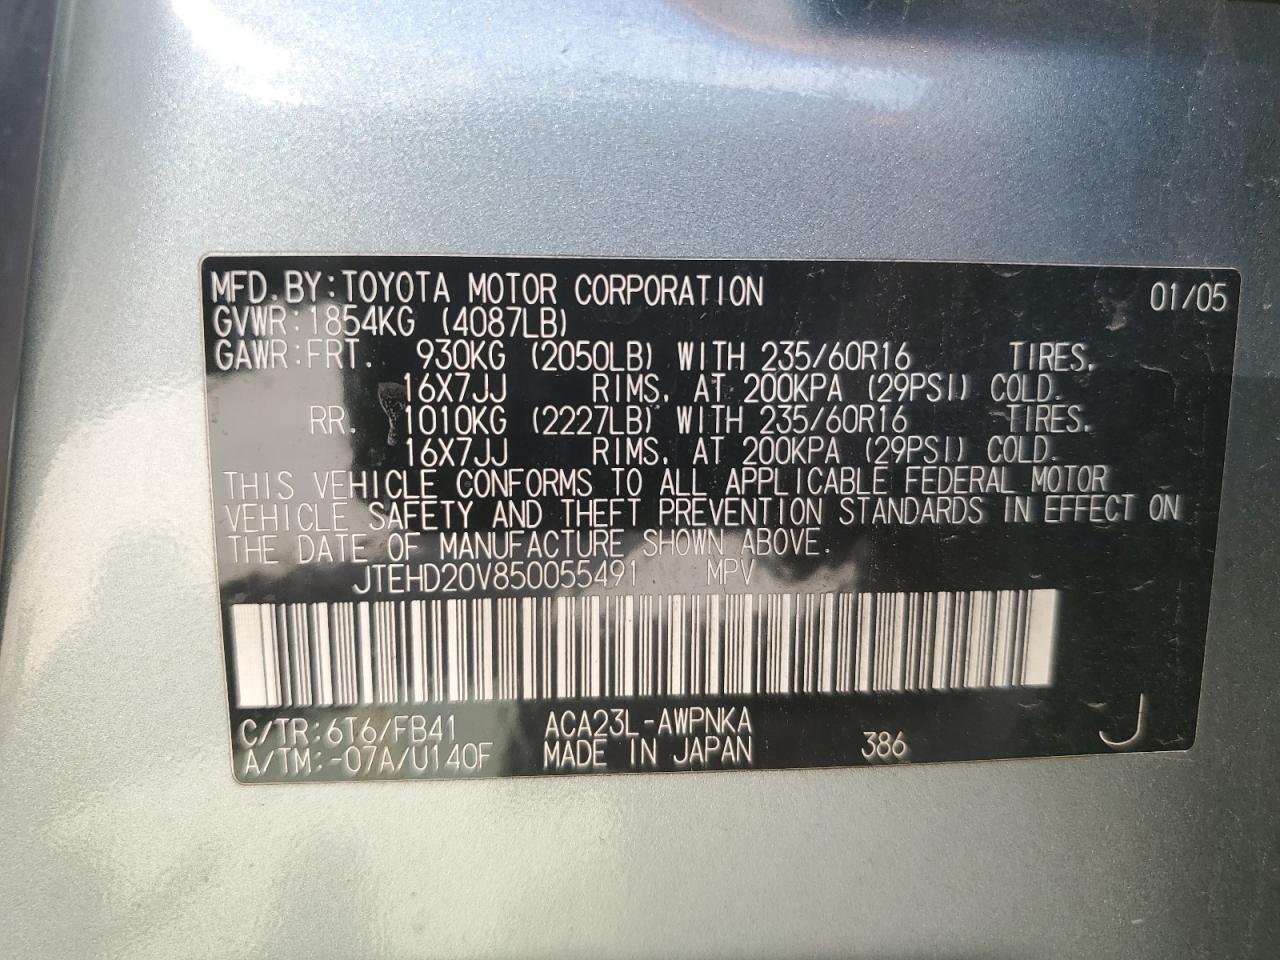 MFD.BY:TOYOTA MOTOR CORPORATION 01/05
GVWR:1854KG (4087LB)
GAWR:FRT. 930KG (2050LB) WITH 235/60R16 TIRES,
16X7JJ RIMS, AT 200KPA (29PSI) COLD.
RR. 1010KG (2227LB) WITH 235/60R16 TIRES,
16X7JJ RIMS, AT 200KPA (29PSI) COLD.
THIS VEHICLE CONFORMS TO ALL APPLICABLE FEDERAL MOTOR
VEHICLE SAFETY AND THEFT PREVENTION STANDARDS IN EFFECT ON
THE DATE OF MANUFACTURE SHOWN ABOVE.
JTEHD20V850055491 MPV
C/TR:6T6/FB41 ACA23L-AWPNKA
A/TM:-07A/U140F MADE IN JAPAN 386 J